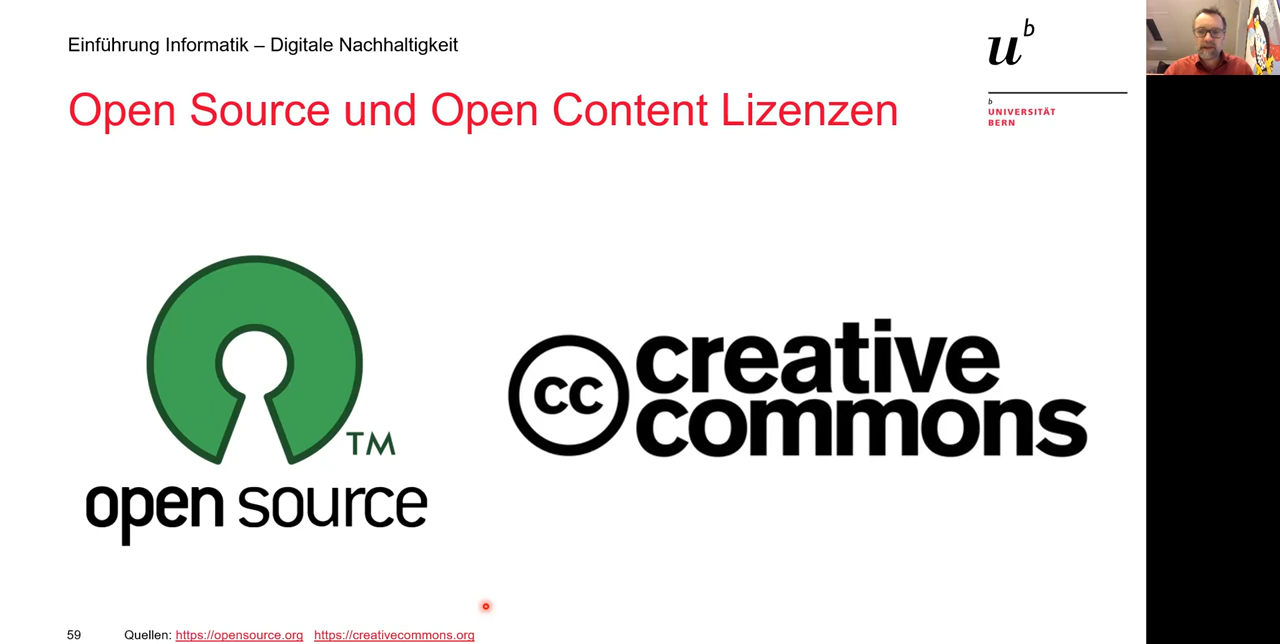 Einführung Informatik – Digitale Nachhaltigkeit
u b
Open Source und Open Content Lizenzen
b
UNIVERSITÄT
BERN
TM
open source
cc
creative
commons
59 Quellen: https://opensource.org https://creativecommons.org